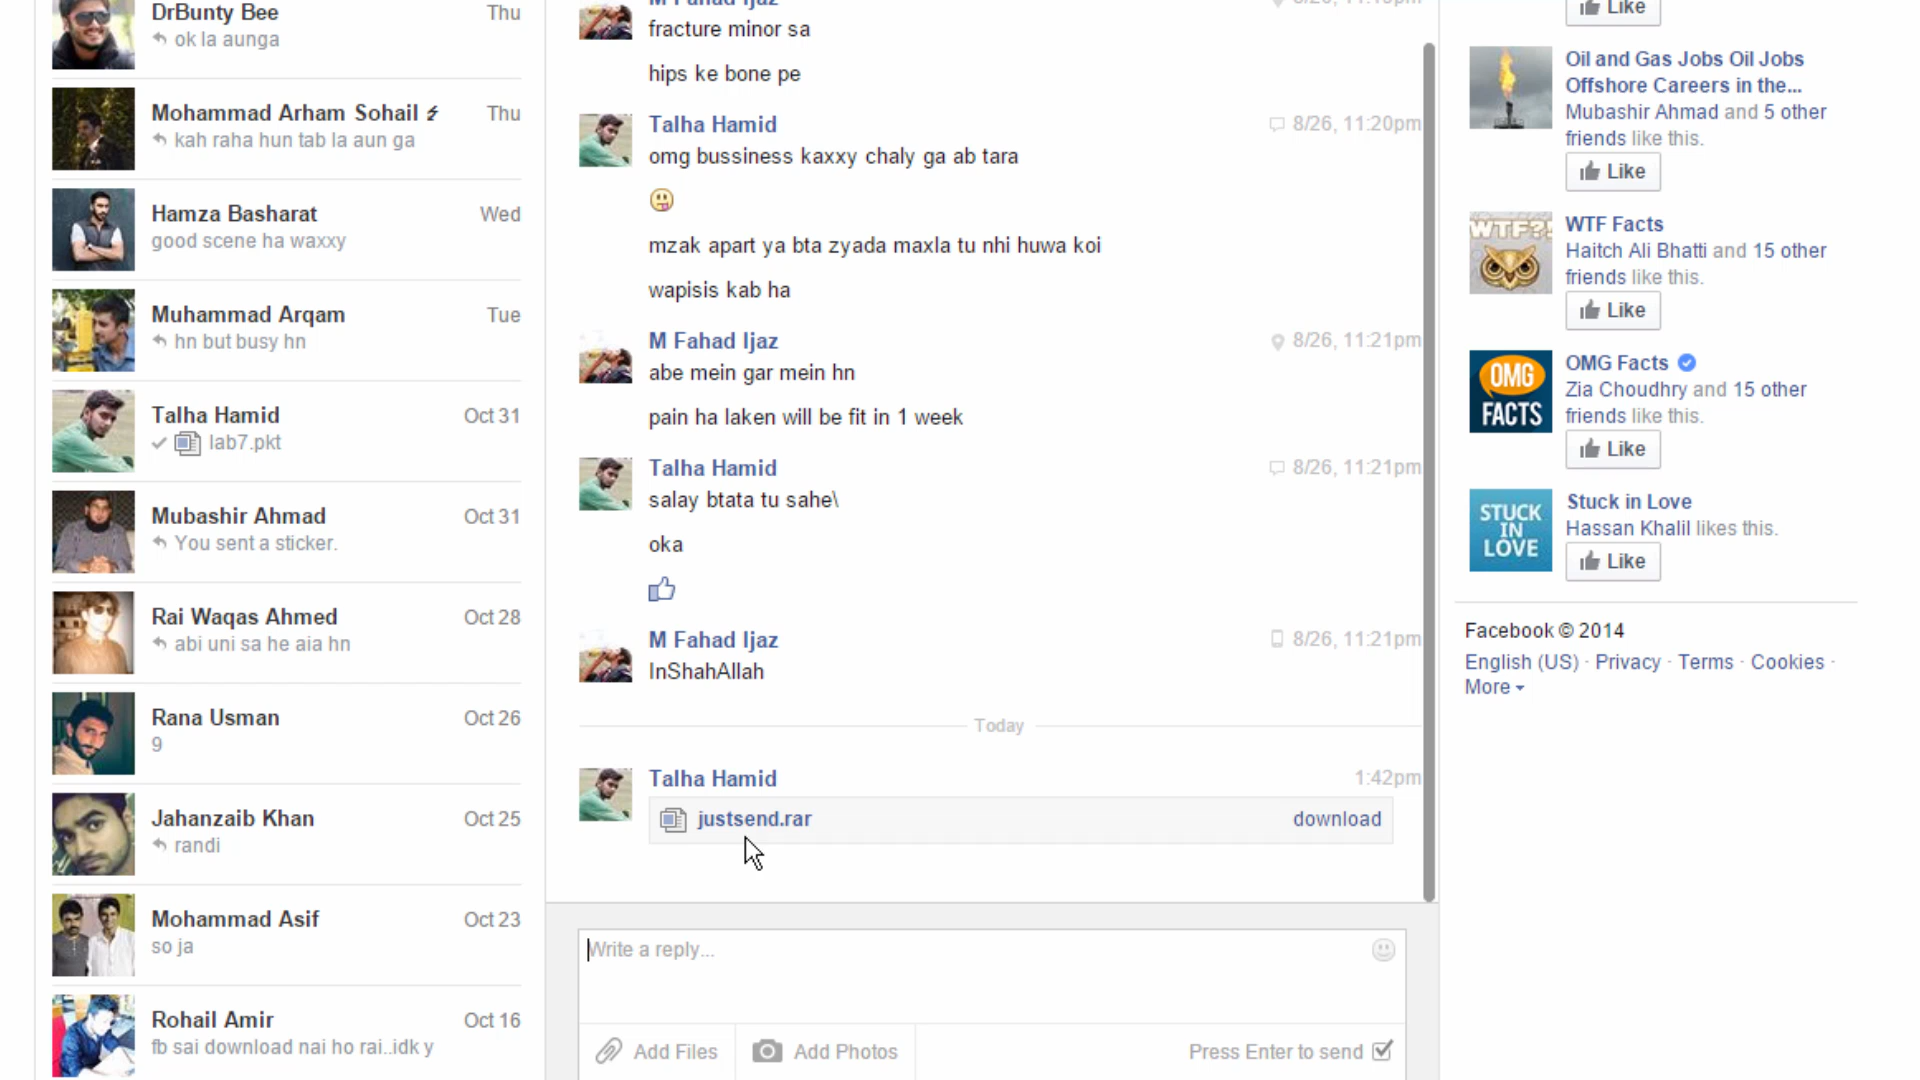 DrBunty Bee
Thu
ok la aunga
Mohammad Arham Sohail
Thu
kah raha hun tab la aun ga
Hamza Basharat
Wed
good scene ha waxxy
Muhammad Arqam
Tue
hn but busy hn
Talha Hamid
Oct 31
lab7.pkt
Mubashir Ahmad
Oct 31
You sent a sticker.
Rai Waqas Ahmed
Oct 28
abi uni sa he aia hn
Rana Usman
Oct 26
9
Jahanzaib Khan
Oct 25
randi
Mohammad Asif
Oct 23
so ja
Rohail Amir
Oct 16
fb sai download nai ho rai..idk y
M Fahad Ijaz
fracture minor sa
hips ke bone pe
Talha Hamid
8/26, 11:20pm
omg bussiness kaxxy chaly ga ab tara
mzak apart ya bta zyada maxla tu nhi huwa koi
wapisis kab ha
M Fahad Ijaz
8/26, 11:21pm
abe mein gar mein hn
pain ha laken will be fit in 1 week
Talha Hamid
8/26, 11:21pm
salay btata tu sahe\
oka
M Fahad Ijaz
8/26, 11:21pm
InShahAllah
Today
Talha Hamid
1:42pm
justsend.rar
download
Write a reply...
Add Files
Add Photos
Press Enter to send
Like
Oil and Gas Jobs Oil Jobs
Offshore Careers in the...
Mubashir Ahmad and 5 other
friends like this.
Like
WTF?!
WTF Facts
Haitch Ali Bhatti and 15 other
friends like this.
Like
OMG
FACTS
OMG Facts
Zia Choudhry and 15 other
friends like this.
Like
STUCK
IN
LOVE
Stuck in Love
Hassan Khalil likes this.
Like
Facebook © 2014
English (US) · Privacy · Terms · Cookies ·
More